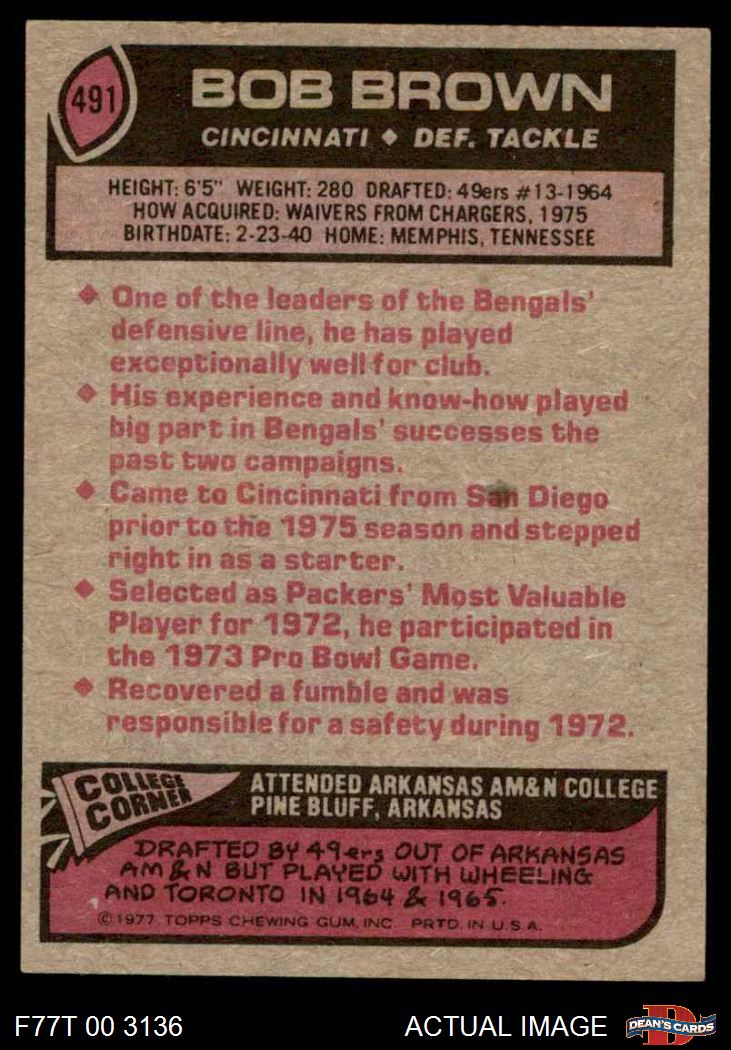 491
BOB BROWN
CINCINNATI ♦ DEF. TACKLE
HEIGHT: 6'5" WEIGHT: 280 DRAFTED: 49ers #13-1964
HOW ACQUIRED: WAIVERS FROM CHARGERS, 1975
BIRTHDATE: 2-23-40 HOME: MEMPHIS, TENNESSEE
♦ One of the leaders of the Bengals'
defensive line, he has played
exceptionally well for club.
♦ His experience and know-how played
big part in Bengals' successes the
past two campaigns.
♦ Came to Cincinnati from San Diego
prior to the 1975 season and stepped
right in as a starter.
♦ Selected as Packers' Most Valuable
Player for 1972, he participated in
the 1973 Pro Bowl Game.
♦ Recovered a fumble and was
responsible for a safety during 1972.
COLLEGE
CORNER
ATTENDED ARKANSAS AM&N COLLEGE
PINE BLUFF, ARKANSAS
DRAFTED BY 49ers OUT OF ARKANSAS
AM & N BUT PLAYED WITH WHEELING
AND TORONTO IN 1964 & 1965.
© 1977 TOPPS CHEWING GUM, INC. PRTD. IN U.S.A.
F77T 00 3136
ACTUAL IMAGE
D
DEAN'S CARDS